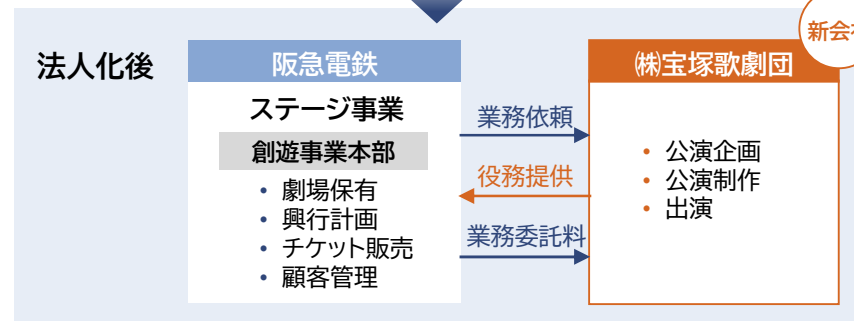 新会
法人化後
阪急電鉄
ステージ事業
創遊事業本部
• 劇場保有
• 興行計画
• チケット販売
• 顧客管理
業務依頼
役務提供
業務委託料
㈱宝塚歌劇団
• 公演企画
• 公演制作
• 出演